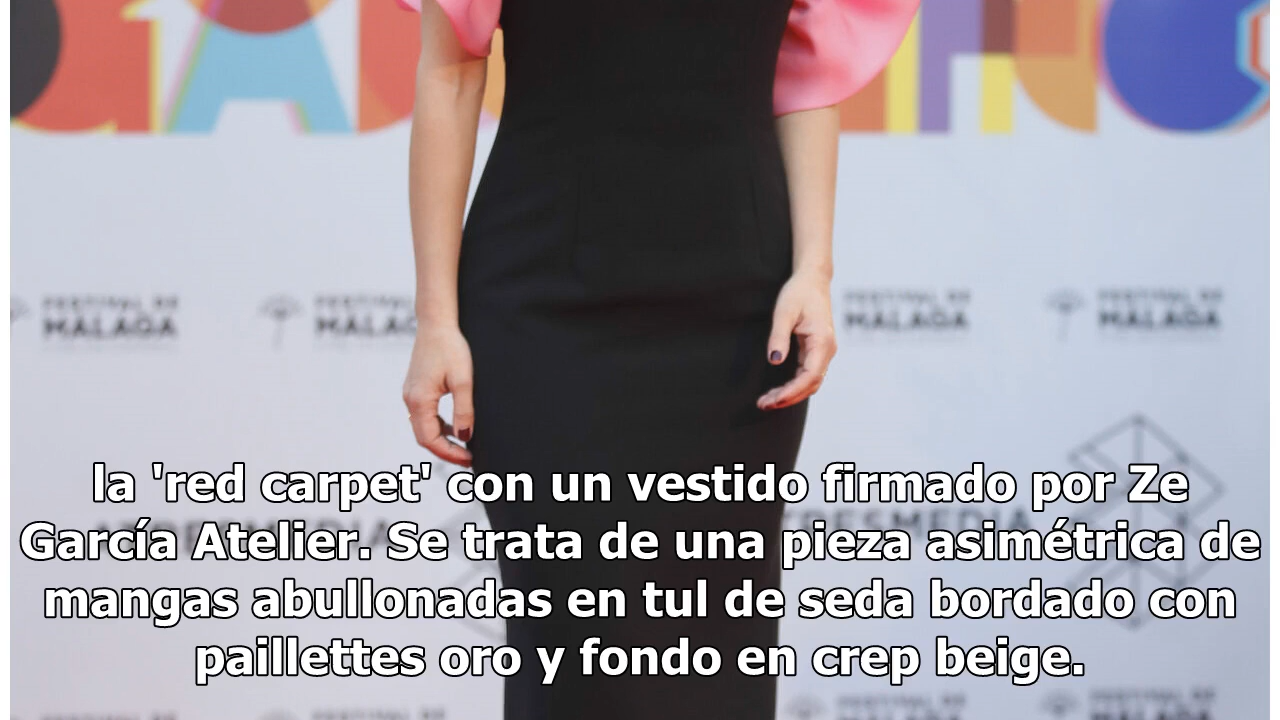 FESTIVAL DE
MÁLAGA
FESTIVAL
MÁLAG
FESTIVAL DE
MÁLAGA
FESTIVAL DE
MÁLAGA
la 'red carpet' con un vestido firmado por Ze
García Atelier. Se trata de una pieza asimétrica de
mangas abullonadas en tul de seda bordado con
paillettes oro y fondo en crep beige.